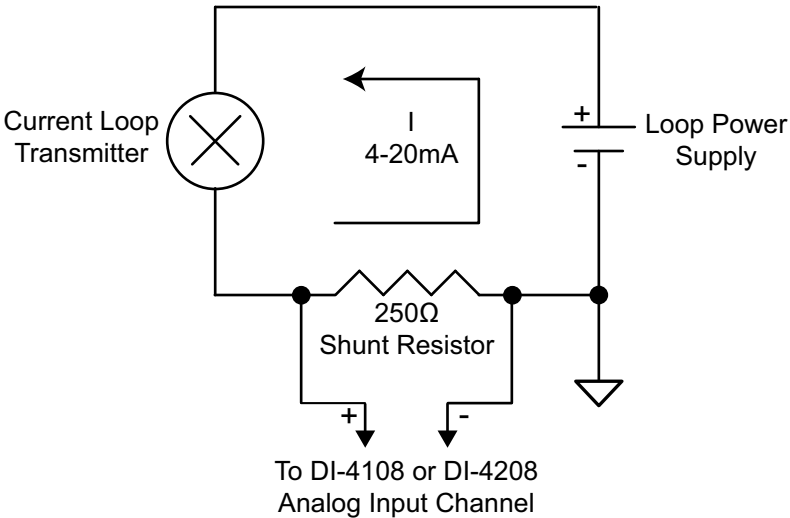 Current Loop
Transmitter
I
4-20mA
+
-
Loop Power
Supply
250Ω
Shunt Resistor
+
-
To DI-4108 or DI-4208
Analog Input Channel